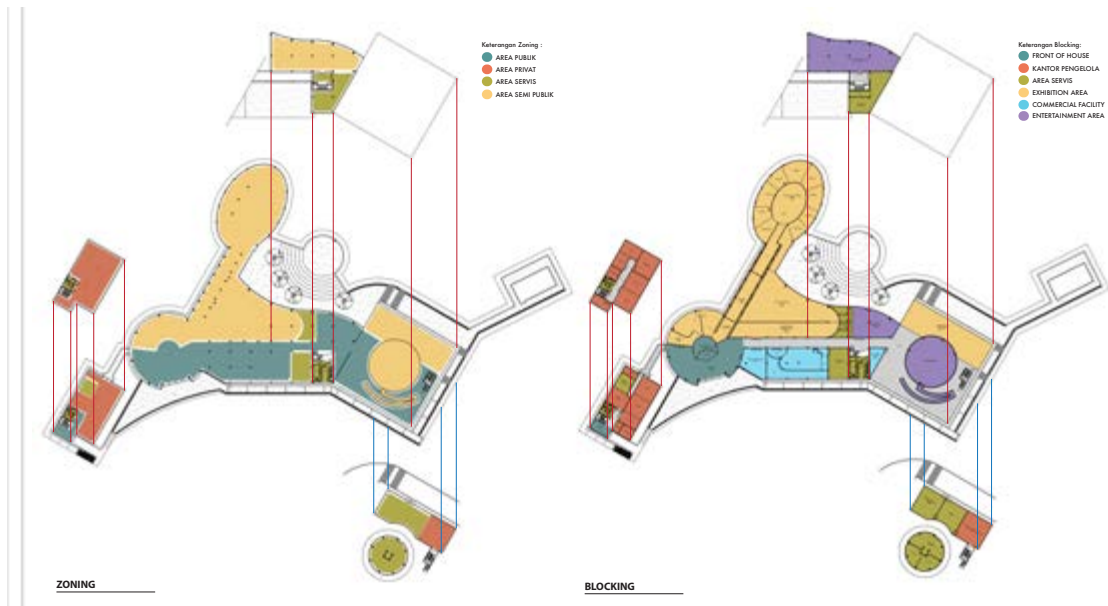 Keterangan Zoning :
AREA PUBLIK
AREA PRIVAT
AREA SERVIS
AREA SEMI PUBLIK
Keterangan Blocking:
FRONT OF HOUSE
KANTOR PENGELOLA
AREA SERVIS
EXHIBITION AREA
COMMERCIAL FACILITY
ENTERTAINMENT AREA
ZONING
BLOCKING